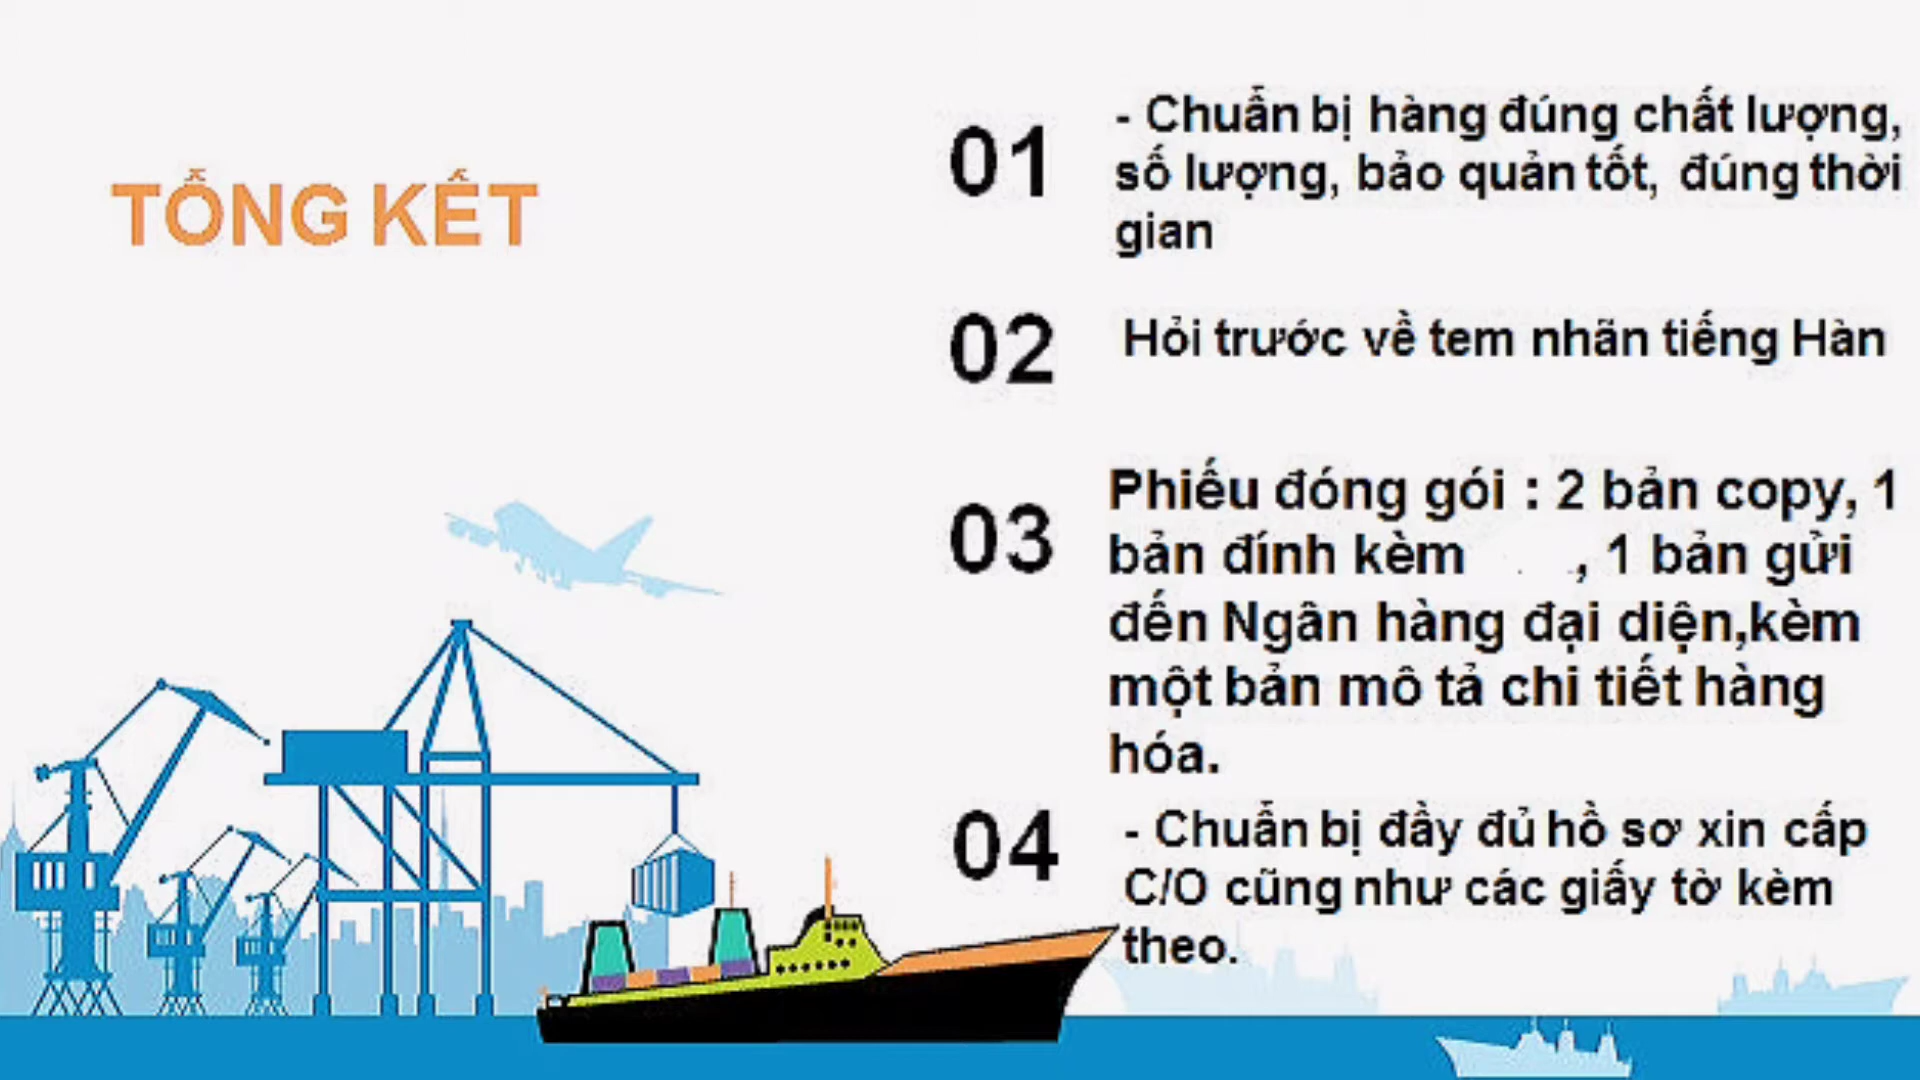 TỔNG KẾT
01
- Chuẩn bị hàng đúng chất lượng,
số lượng, bảo quản tốt, đúng thời
gian
02
Hỏi trước về tem nhãn tiếng Hàn
03
Phiếu đóng gói : 2 bản copy, 1
bản đính kèm , 1 bản gửi
đến Ngân hàng đại diện,kèm
một bản mô tả chi tiết hàng
hóa.
04
- Chuẩn bị đầy đủ hồ sơ xin cấp
C/O cũng như các giấy tờ kèm
theo.